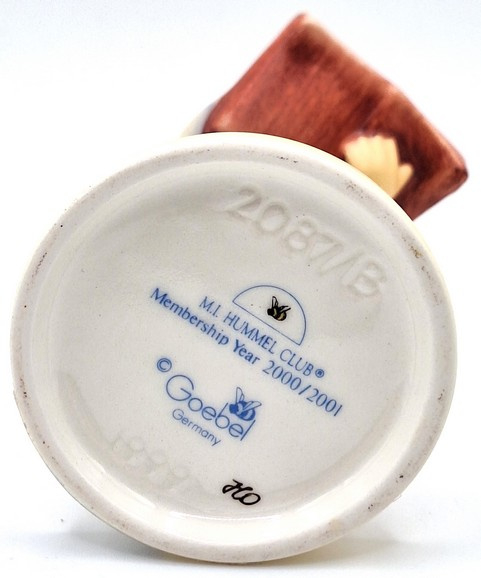 2087/B
M.I. HUMMEL CLUB®
Membership Year 2000/2001
© Goebel
Germany